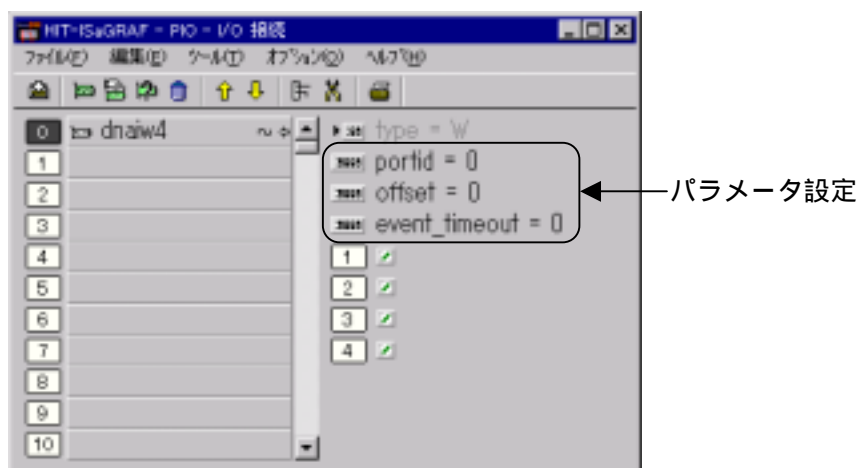 HIT-ISaGRAF - PIO - I/O 接続
ファイル(F) 編集(E) ツール(T) オプション(O) ヘルプ(H)
0 dnaiw4
1
2
3
4
5
6
7
8
9
10
type = W
portid = 0
offset = 0
event_timeout = 0
1
2
3
4
パラメータ設定